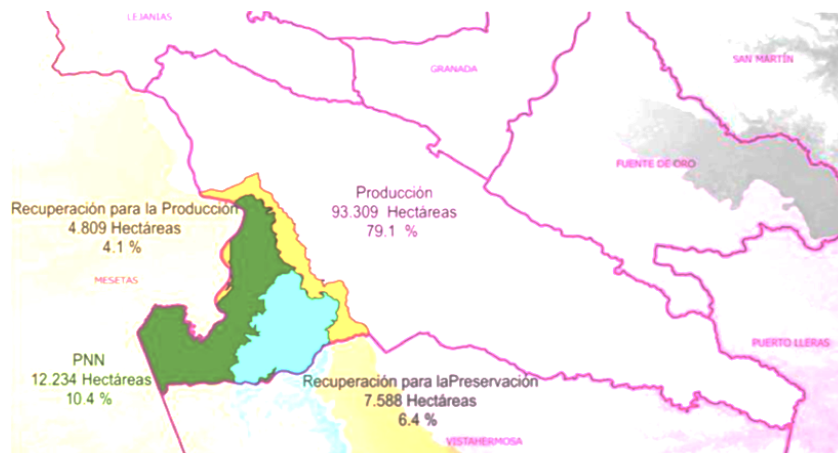 LEJANÍAS
GRANADA
SAN MARTÍN
FUENTE DE ORO
Producción
93.309 Hectáreas
79.1 %
Recuperación para la Producción
4.809 Hectáreas
4.1 %
MESETAS
PUERTO LLERAS
PNN
12.234 Hectáreas
10.4 %
Recuperación para laPreservación
7.588 Hectáreas
6.4 %
VISTAHERMOSA